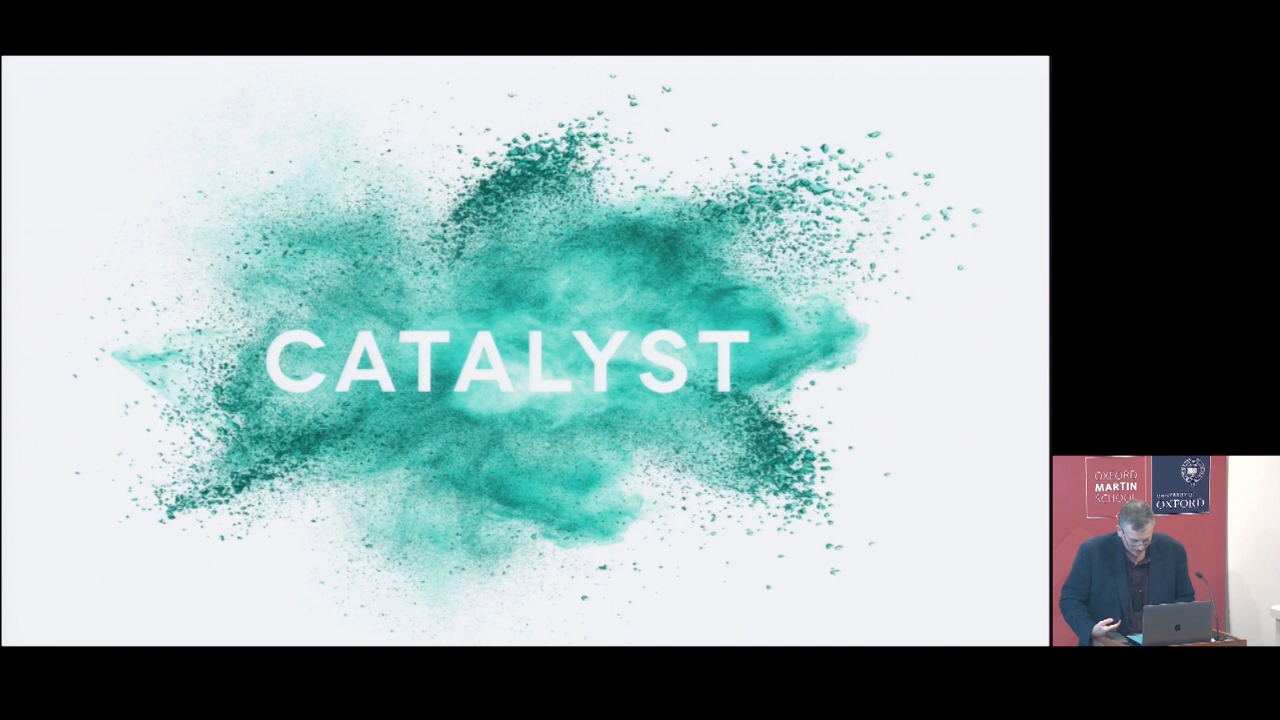 CATALYST
OXFORD
MARTIN
SCHOOL
UNIVERSITY OF
OXFORD